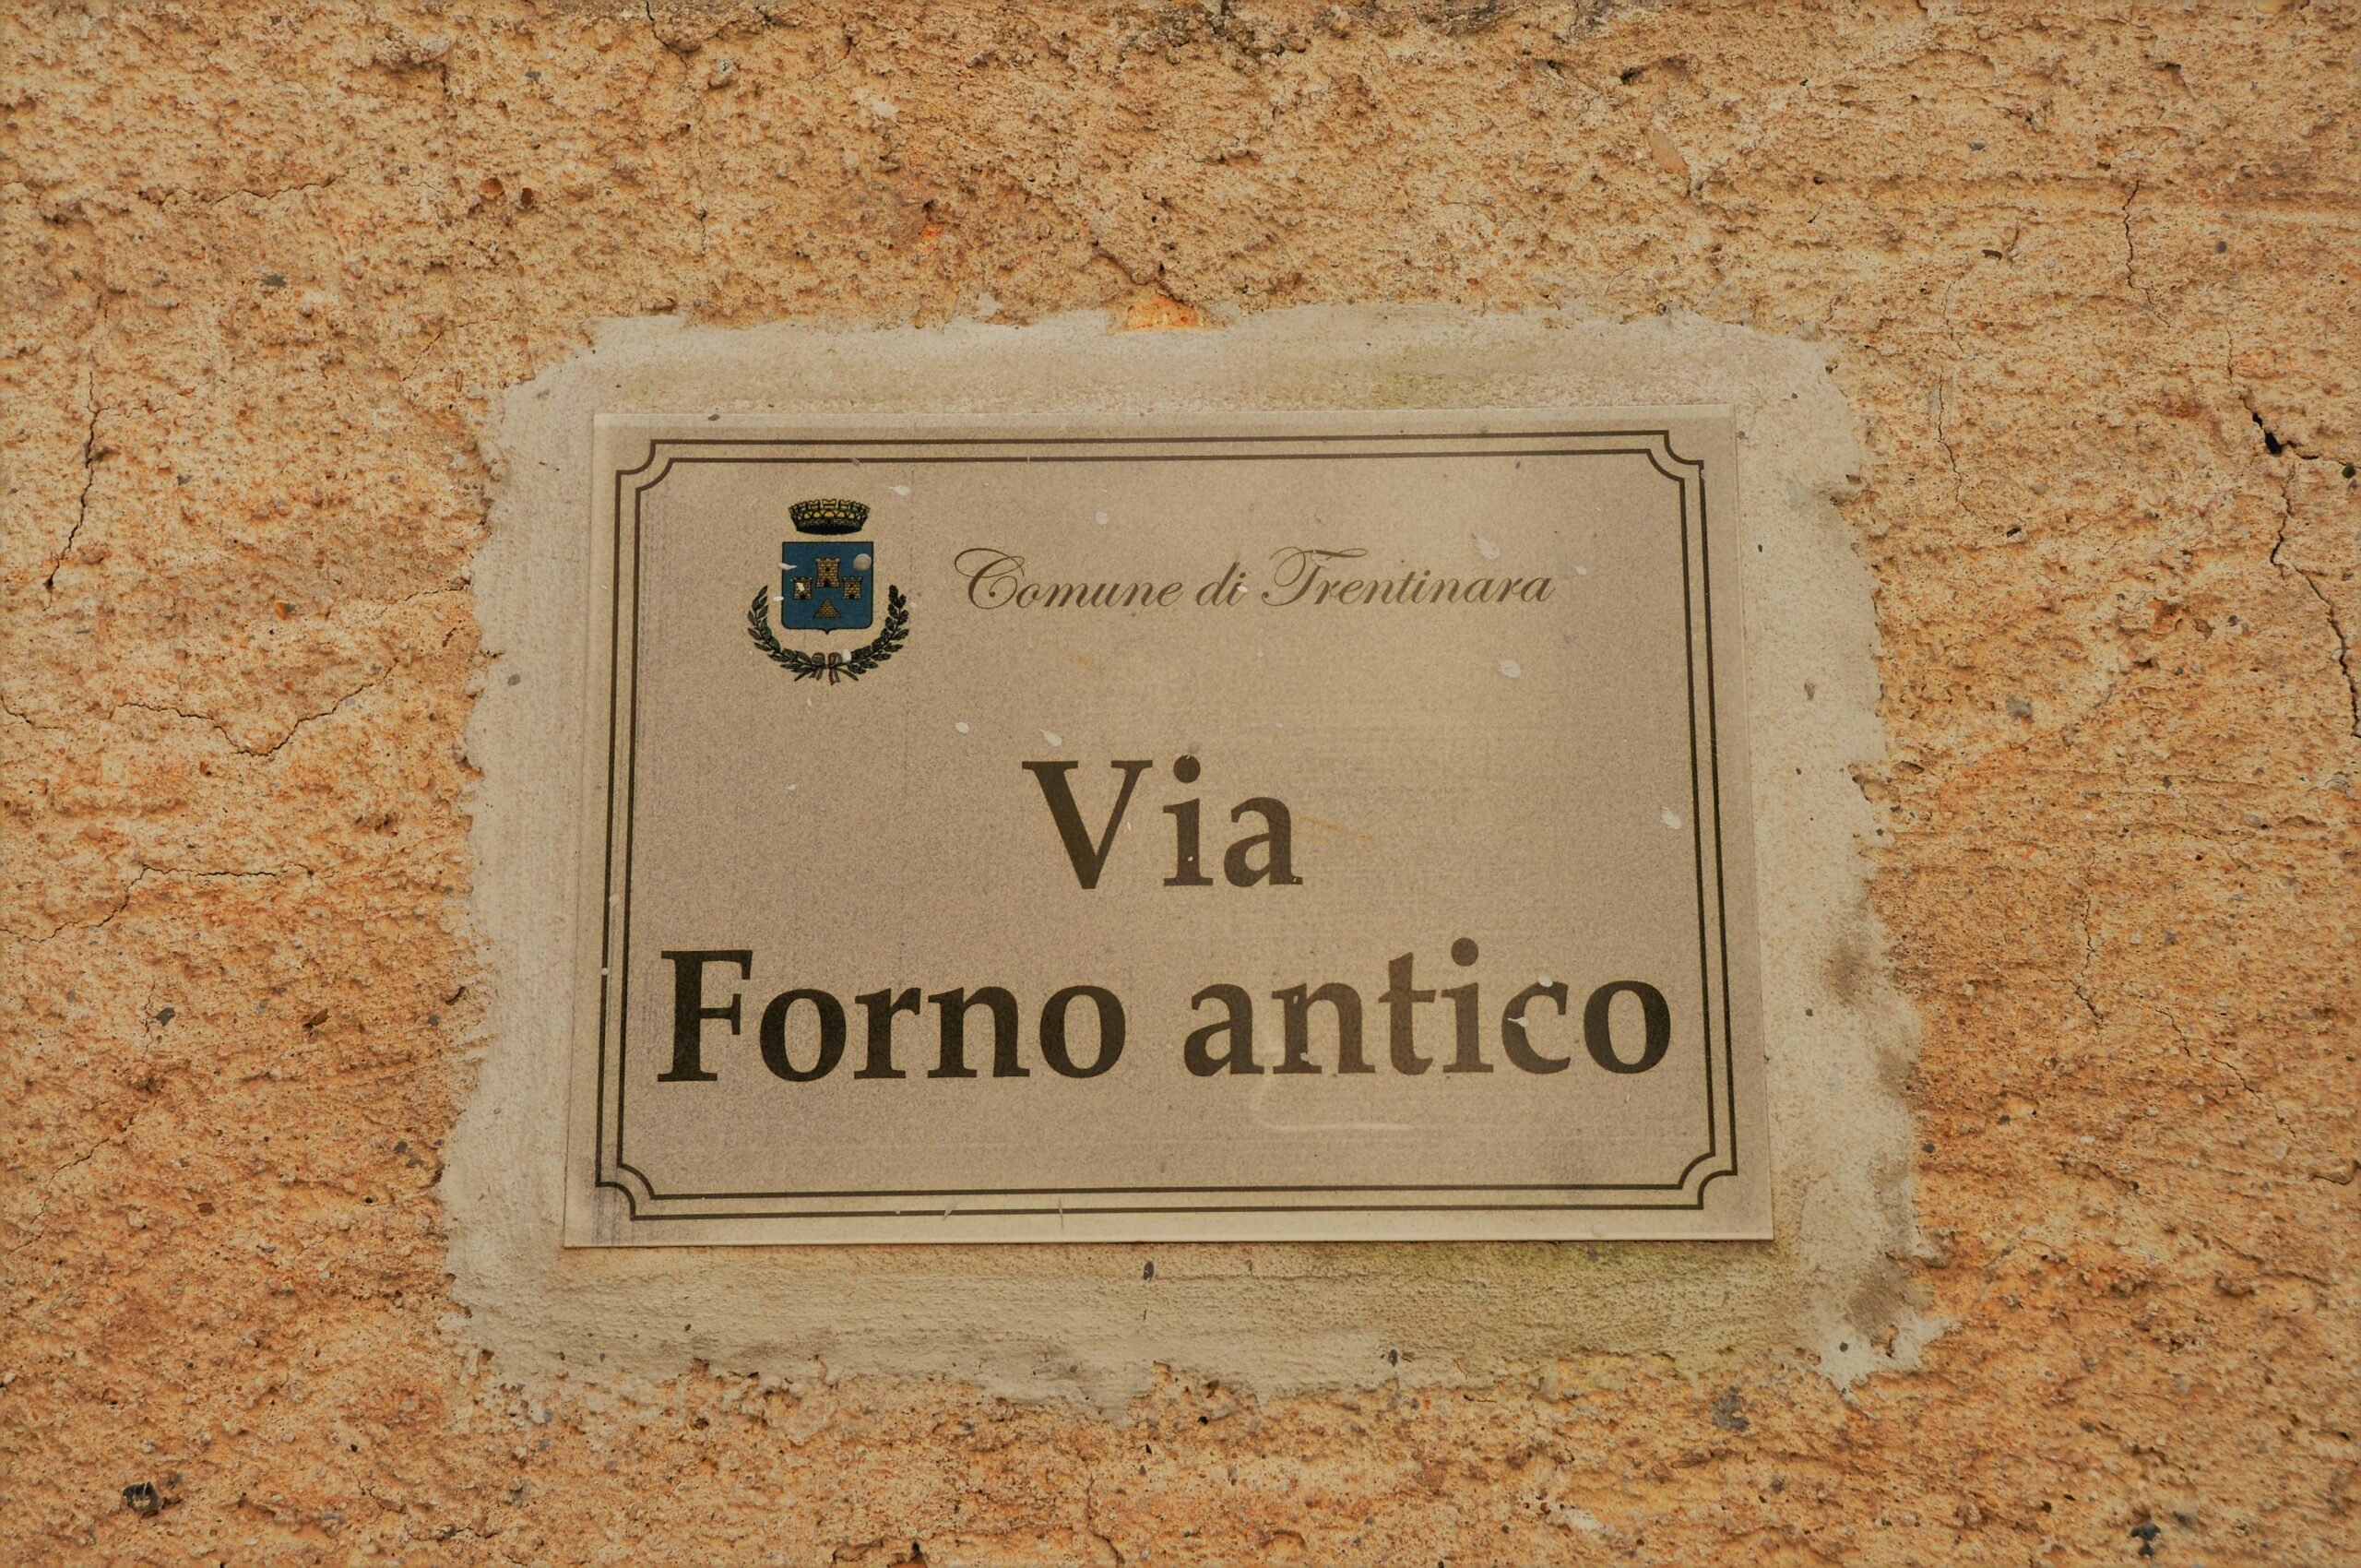 Comune di Trentinara
Via
Forno antico